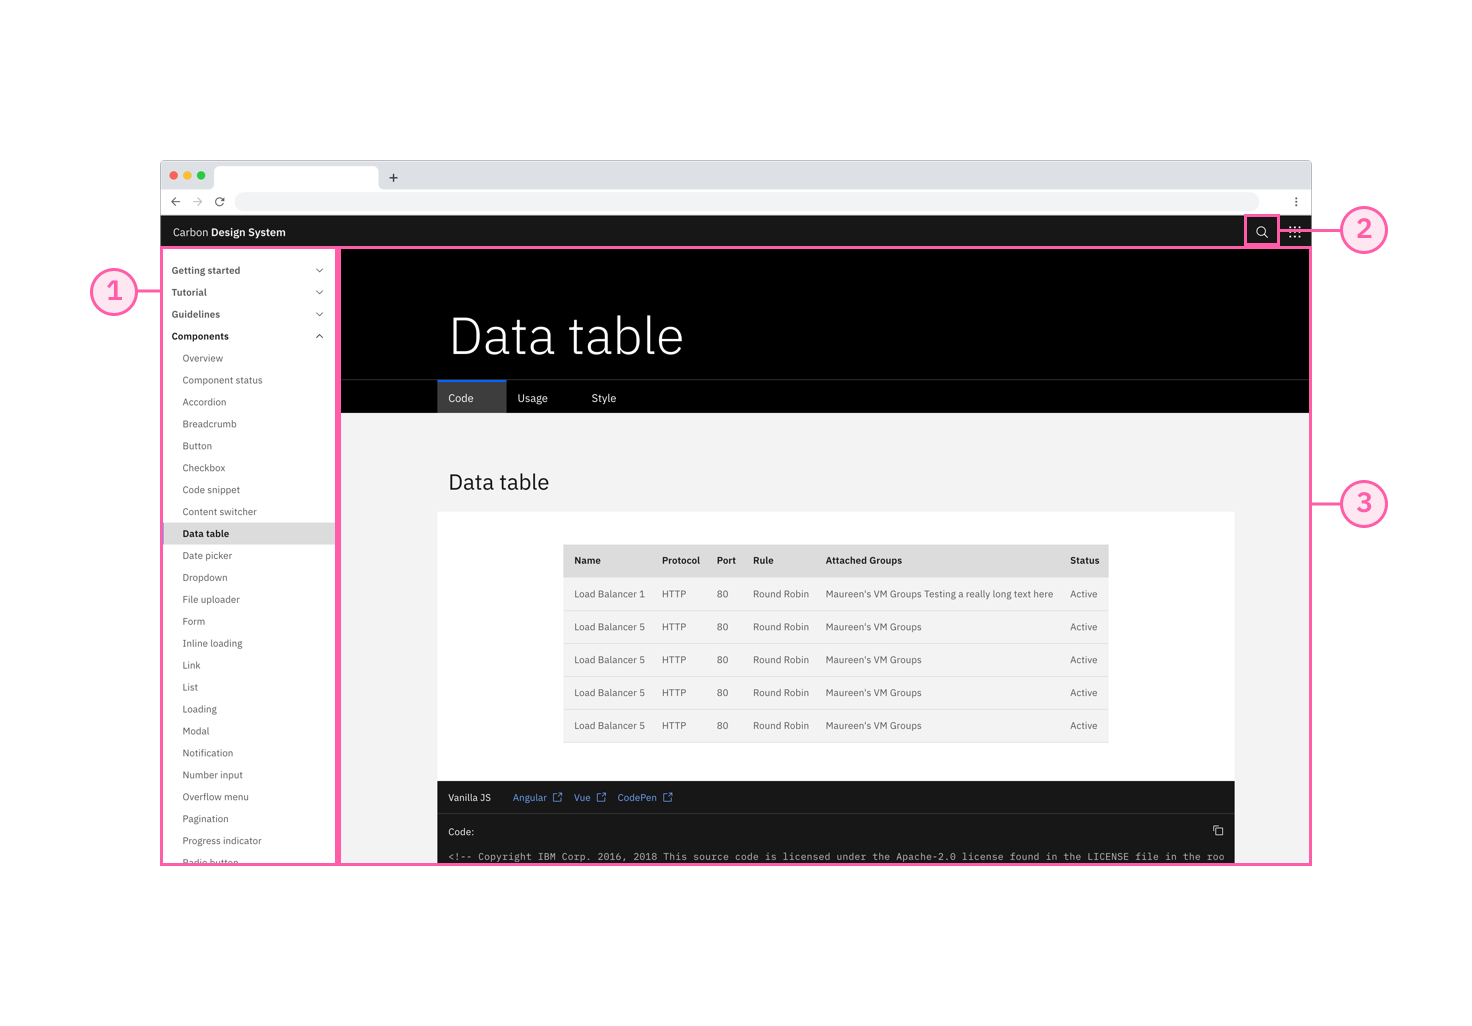 Carbon Design System
2
1
Getting started
Tutorial
Guidelines
Components
Overview
Component status
Accordion
Breadcrumb
Button
Checkbox
Code snippet
Content switcher
Data table
Date picker
Dropdown
File uploader
Form
Inline loading
Link
List
Loading
Modal
Notification
Number input
Overflow menu
Pagination
Progress indicator
Radio button
Data table
Code Usage Style
3
Data table
Name Protocol Port Rule Attached Groups Status
Load Balancer 1 HTTP 80 Round Robin Maureen's VM Groups Testing a really long text here Active
Load Balancer 5 HTTP 80 Round Robin Maureen's VM Groups Active
Load Balancer 5 HTTP 80 Round Robin Maureen's VM Groups Active
Load Balancer 5 HTTP 80 Round Robin Maureen's VM Groups Active
Load Balancer 5 HTTP 80 Round Robin Maureen's VM Groups Active
Vanilla JS Angular Vue CodePen
Code:
<!-- Copyright IBM Corp. 2016, 2018 This source code is licensed under the Apache-2.0 license found in the LICENSE file in the roo